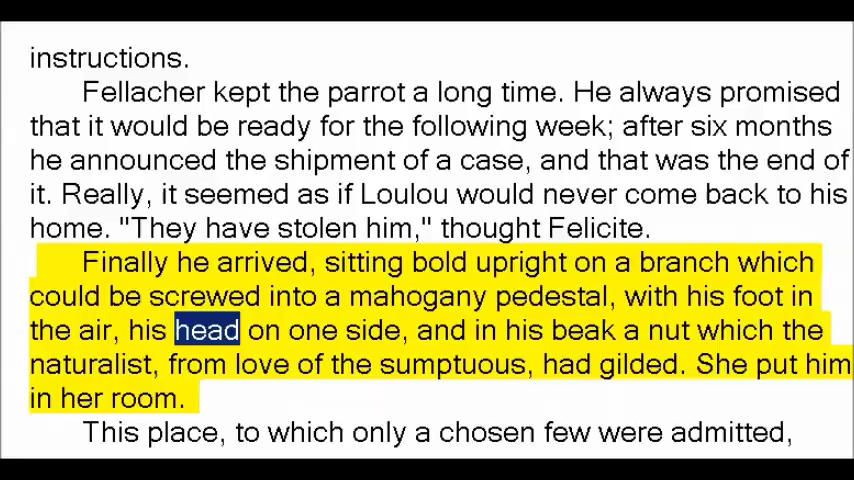 instructions.
Fellacher kept the parrot a long time. He always promised
that it would be ready for the following week; after six months
he announced the shipment of a case, and that was the end of
it. Really, it seemed as if Loulou would never come back to his
home. "They have stolen him," thought Felicite.
Finally he arrived, sitting bold upright on a branch which
could be screwed into a mahogany pedestal, with his foot in
the air, his head on one side, and in his beak a nut which the
naturalist, from love of the sumptuous, had gilded. She put him
in her room.
This place, to which only a chosen few were admitted,